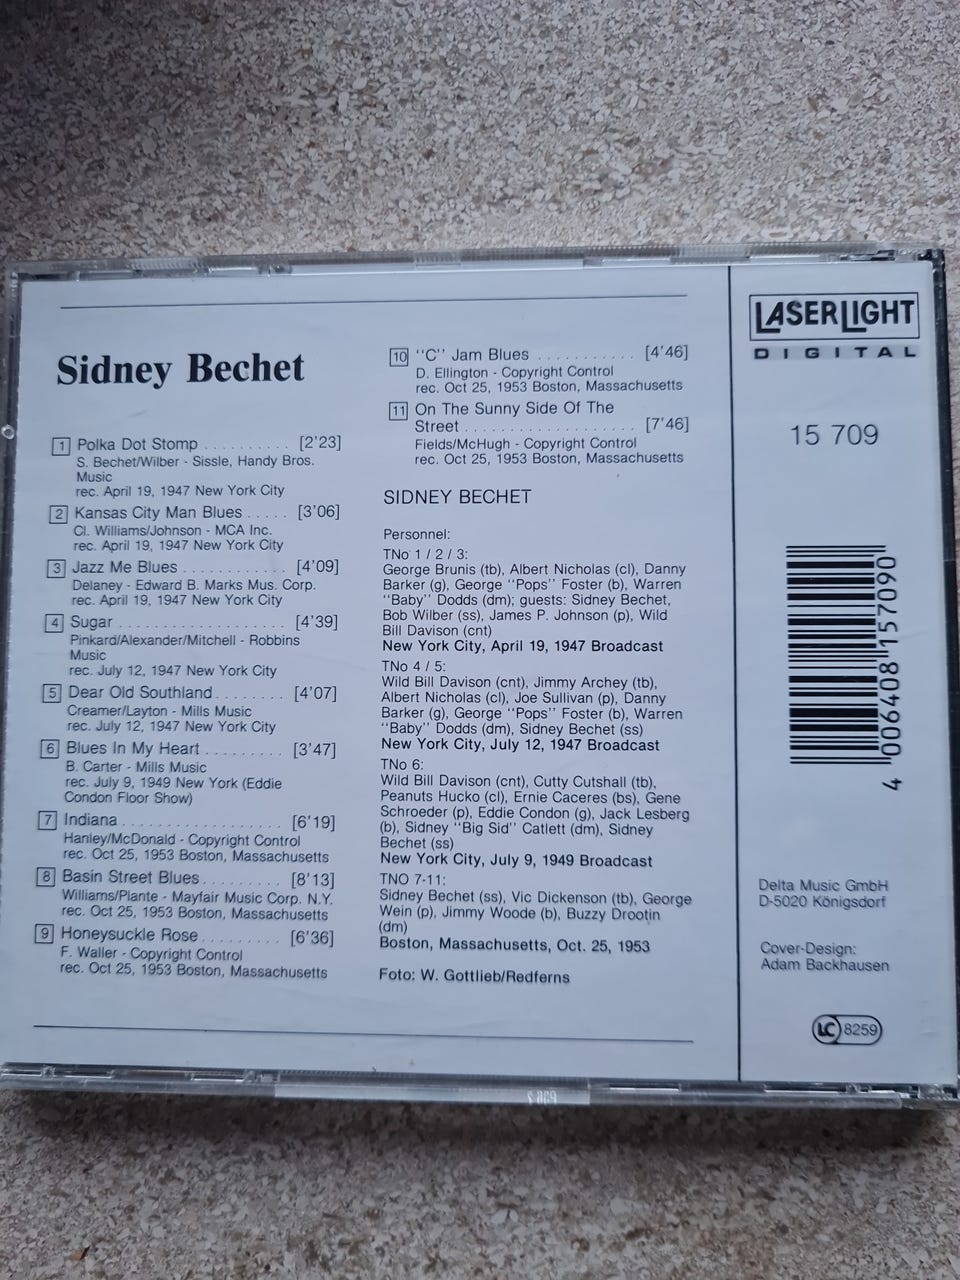 Sidney Bechet
1 Polka Dot Stomp . . . . . . . . . . [2'23]
S. Bechet/Wilber - Sissle, Handy Bros.
Music
rec. April 19, 1947 New York City
2 Kansas City Man Blues . . . . . [3'06]
Cl. Williams/Johnson - MCA Inc.
rec. April 19, 1947 New York City
3 Jazz Me Blues . . . . . . . . . . . . [4'09]
Delaney - Edward B. Marks Mus. Corp.
rec. April 19, 1947 New York City
4 Sugar . . . . . . . . . . . . . . . . . . [4'39]
Pinkard/Alexander/Mitchell - Robbins
Music
rec. July 12, 1947 New York City
5 Dear Old Southland . . . . . . . . [4'07]
Creamer/Layton - Mills Music
rec. July 12, 1947 New York City
6 Blues In My Heart . . . . . . . . . [3'47]
B. Carter - Mills Music
rec. July 9, 1949 New York (Eddie
Condon Floor Show)
7 Indiana . . . . . . . . . . . . . . . . . [6'19]
Hanley/McDonald - Copyright Control
rec. Oct 25, 1953 Boston, Massachusetts
8 Basin Street Blues . . . . . . . . . [8'13]
Williams/Plante - Mayfair Music Corp. N.Y.
rec. Oct 25, 1953 Boston, Massachusetts
9 Honeysuckle Rose . . . . . . . . . [6'36]
F. Waller - Copyright Control
rec. Oct 25, 1953 Boston, Massachusetts
10 "C" Jam Blues . . . . . . . . . . . [4'46]
D. Ellington - Copyright Control
rec. Oct 25, 1953 Boston, Massachusetts
11 On The Sunny Side Of The
Street . . . . . . . . . . . . . . . . . . [7'46]
Fields/McHugh - Copyright Control
rec. Oct 25, 1953 Boston, Massachusetts
SIDNEY BECHET
Personnel:
TNo 1 / 2 / 3:
George Brunis (tb), Albert Nicholas (cl), Danny
Barker (g), George "Pops" Foster (b), Warren
"Baby" Dodds (dm); guests: Sidney Bechet,
Bob Wilber (ss), James P. Johnson (p), Wild
Bill Davison (cnt)
New York City, April 19, 1947 Broadcast
TNo 4 / 5:
Wild Bill Davison (cnt), Jimmy Archey (tb),
Albert Nicholas (cl), Joe Sullivan (p), Danny
Barker (g), George "Pops" Foster (b), Warren
"Baby" Dodds (dm), Sidney Bechet (ss)
New York City, July 12, 1947 Broadcast
TNo 6:
Wild Bill Davison (cnt), Cutty Cutshall (tb),
Peanuts Hucko (cl), Ernie Caceres (bs), Gene
Schroeder (p), Eddie Condon (g), Jack Lesberg
(b), Sidney "Big Sid" Catlett (dm), Sidney
Bechet (ss)
New York City, July 9, 1949 Broadcast
TNO 7-11:
Sidney Bechet (ss), Vic Dickenson (tb), George
Wein (p), Jimmy Woode (b), Buzzy Drootin
(dm)
Boston, Massachusetts, Oct. 25, 1953
Foto: W. Gottlieb/Redferns
LASERLIGHT
DIGITAL
15 709
4 006408 157090
Delta Music GmbH
D-5020 Königsdorf
Cover-Design:
Adam Backhausen
LC 8259